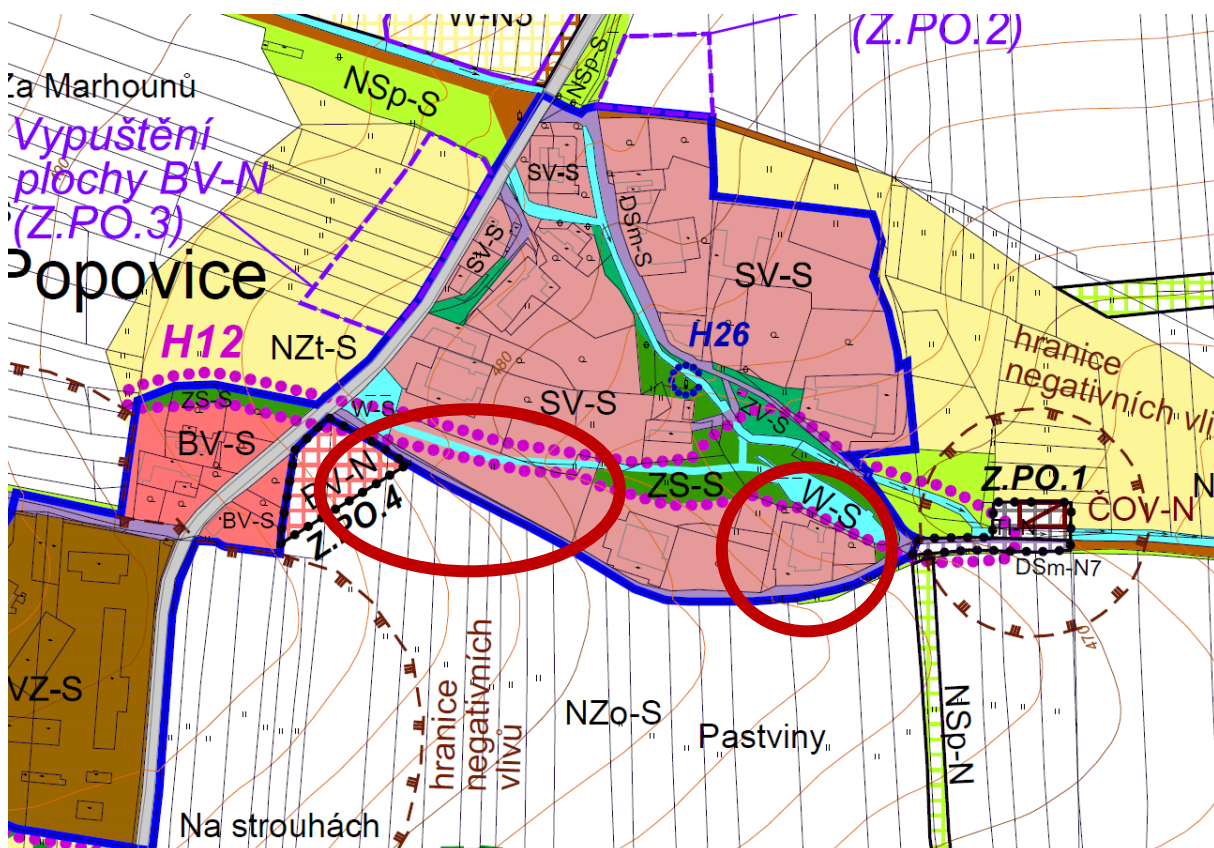 W-N3
(Z.PO.2)
NSp-S
NSp-S
Za Marhounů
Vypuštění
plochy BV-N
(Z.PO.3)
SV-S
DSm-S
SV-S
SV-S
Popovice
H26
H12
NZt-S
480
hranice
negativních vli
ZS-S
W-S
SV-S
ZV-S
BV-S
BV-N
ZS-S
W-S
Z.PO.1
ČOV-N
BV-S
Z.PO.4
DSm-N7
470
VZ-S
hranice
negativních
vlivů
NZo-S
Pastviny
NSp-N
Na strouhách